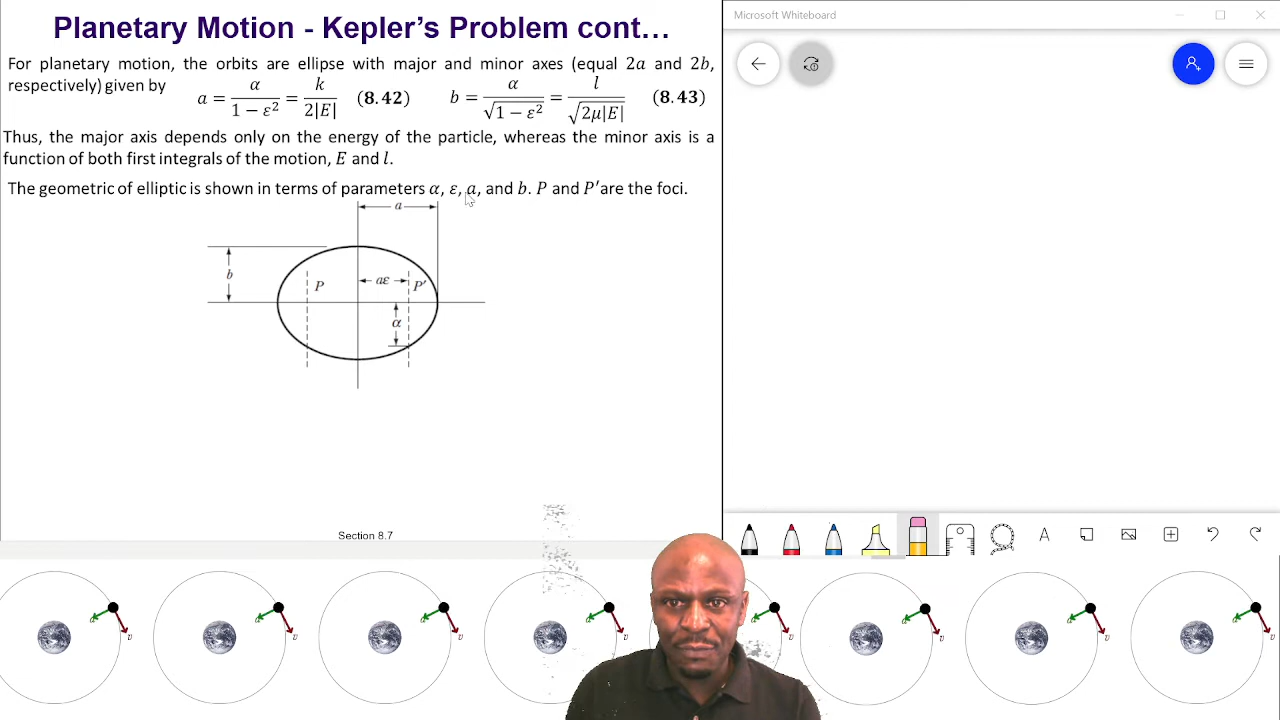 Planetary Motion - Kepler's Problem cont…
For planetary motion, the orbits are ellipse with major and minor axes (equal 2a and 2b,
respectively) given by a = α / (1 − ε²) = k / 2|E| (8.42) b = α / √(1 − ε²) = l / √(2μ|E|) (8.43)
Thus, the major axis depends only on the energy of the particle, whereas the minor axis is a
function of both first integrals of the motion, E and l.
The geometric of elliptic is shown in terms of parameters α, ε, a, and b. P and P′are the foci.
a
b
P
aε
P′
α
Section 8.7
Microsoft Whiteboard
A
a v
a v
a v
a v
v
a v
a v
a v